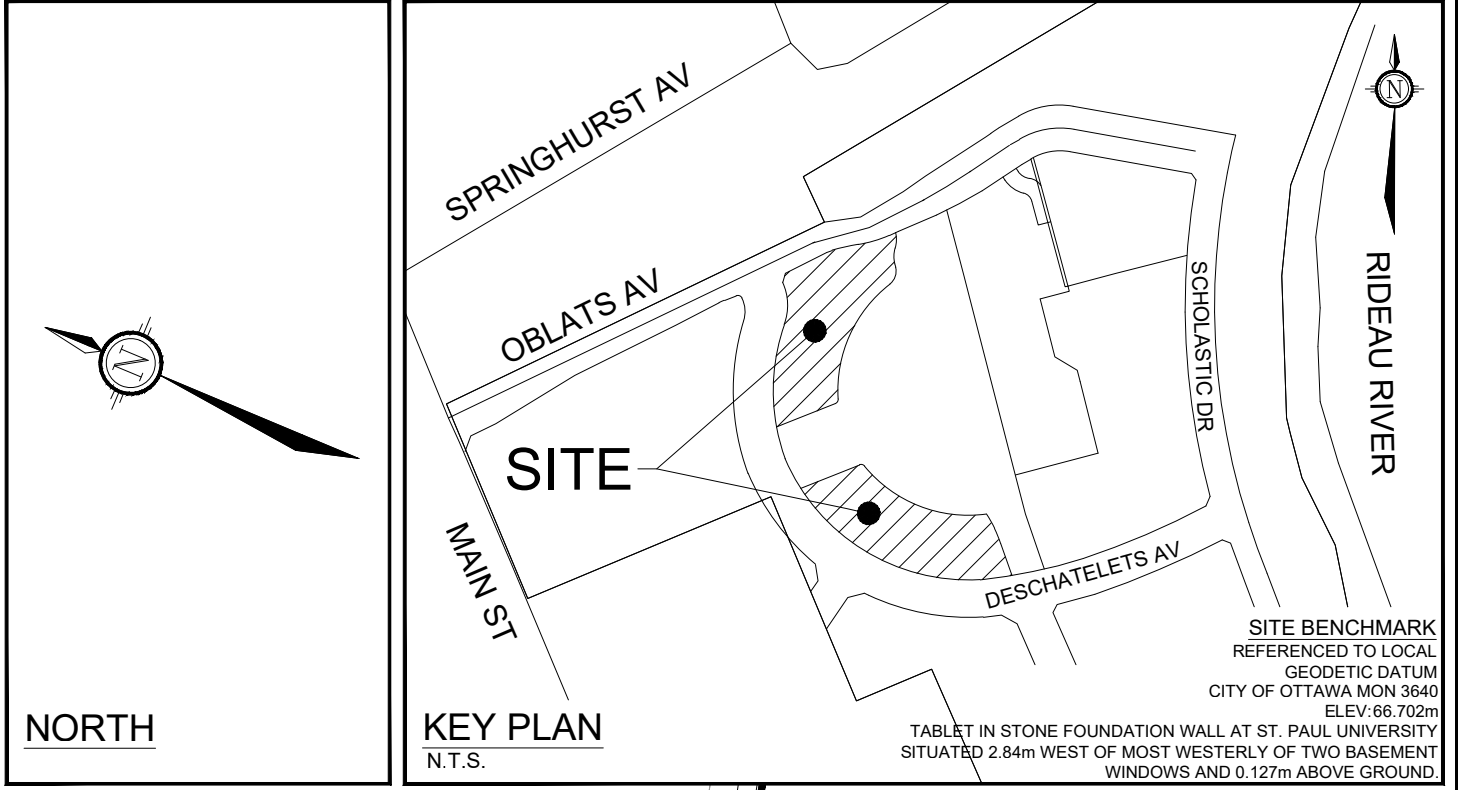 N
NORTH
SPRINGHURST AV
OBLATS AV
SITE
MAIN ST
SCHOLASTIC DR
DESCHATELETS AV
N
RIDEAU RIVER
KEY PLAN
N.T.S.
SITE BENCHMARK
REFERENCED TO LOCAL
GEODETIC DATUM
CITY OF OTTAWA MON 3640
ELEV:66.702m
TABLET IN STONE FOUNDATION WALL AT ST. PAUL UNIVERSITY
SITUATED 2.84m WEST OF MOST WESTERLY OF TWO BASEMENT
WINDOWS AND 0.127m ABOVE GROUND.